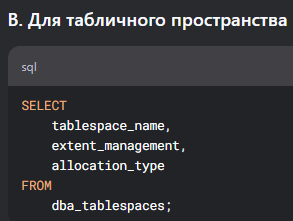 В. Для табличного пространства
sql
SELECT
tablespace_name,
extent_management,
allocation_type
FROM
dba_tablespaces;